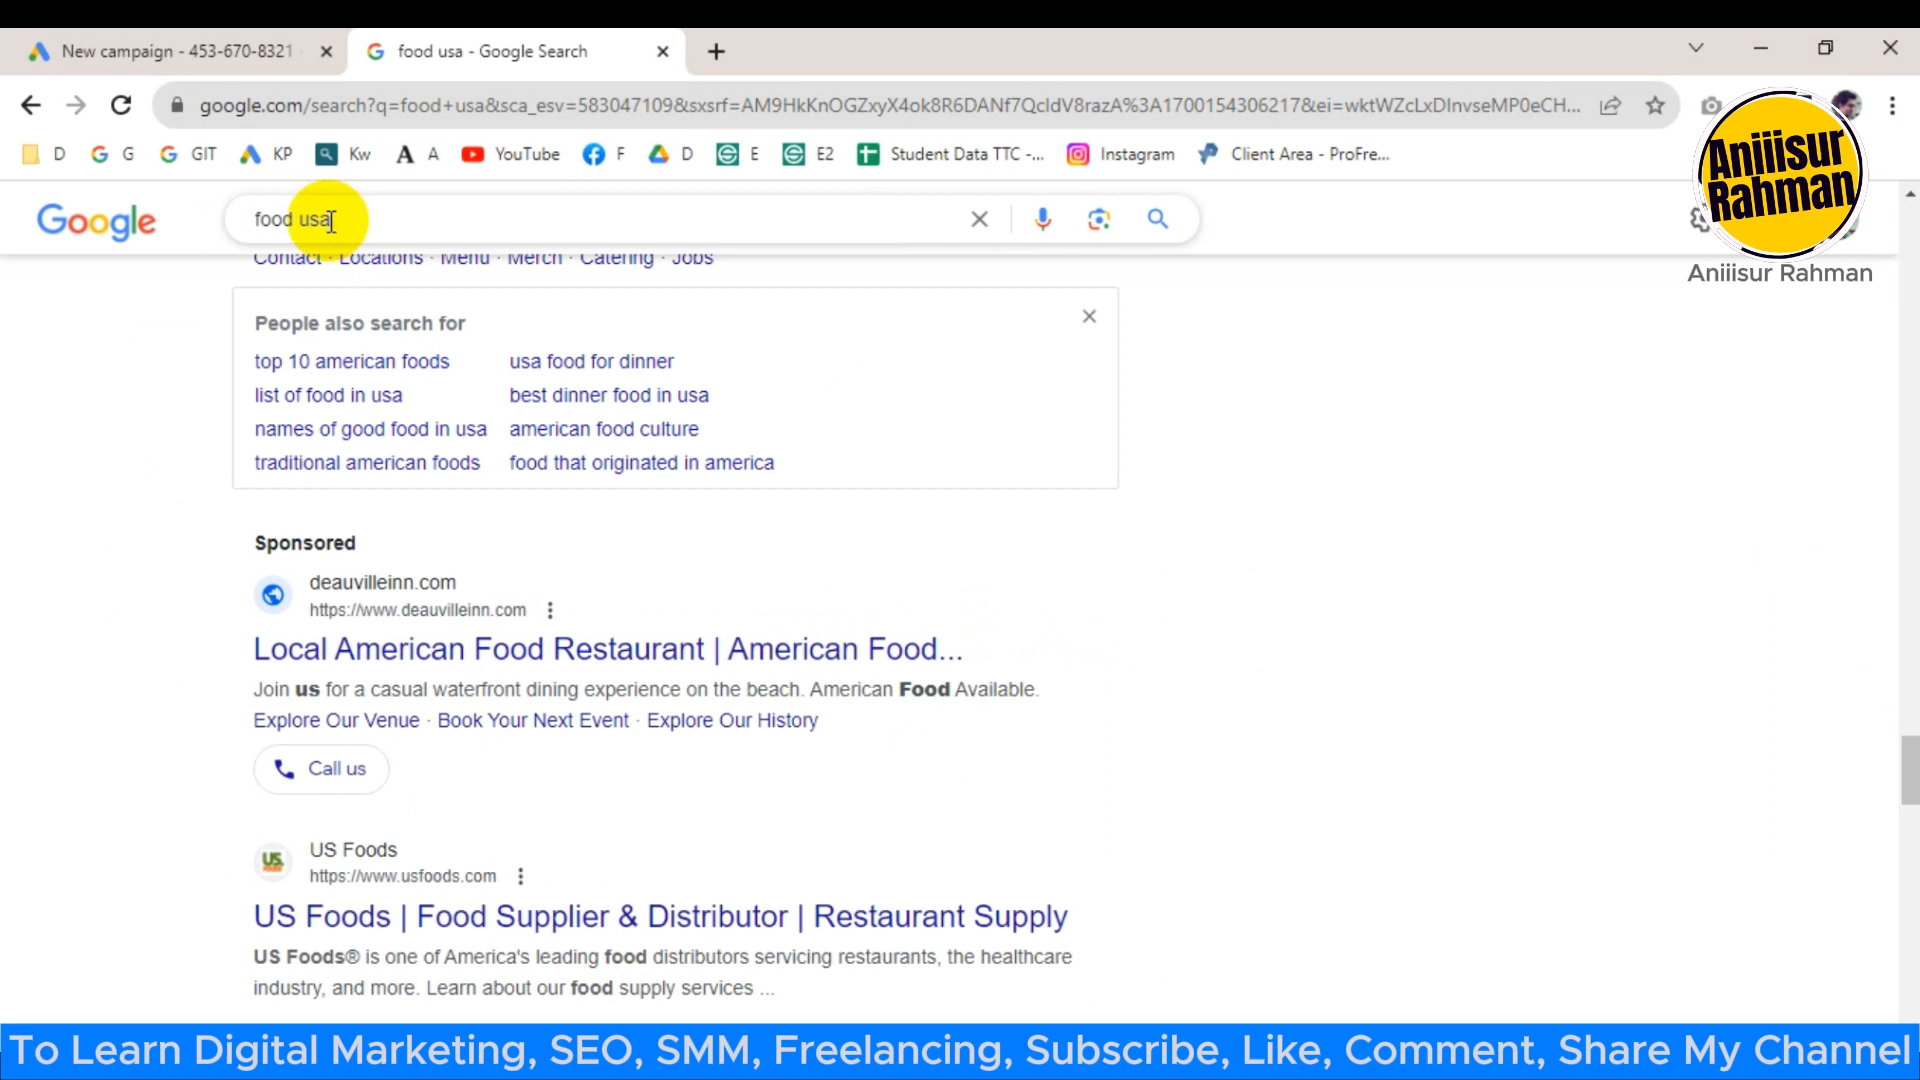 New campaign - 453-670-8321
food usa - Google Search
google.com/search?q=food+usa&sca_esv=583047109&sxsrf=AM9HkKnOGZxyX4ok8R6DANf7QcIdV8razA%3A1700154306217&ei=wktWZcLxDInvseMP0eCH...
D G GIT KP Kw A YouTube F D E E2 Student Data TTC -... Instagram Client Area - ProFre...
Aniiisur
Rahman
Aniiisur Rahman
Google
food usa
Contact · Locations · Menu · Merch · Catering · Jobs
People also search for
top 10 american foods usa food for dinner
list of food in usa best dinner food in usa
names of good food in usa american food culture
traditional american foods food that originated in america
Sponsored
deauvilleinn.com
https://www.deauvilleinn.com
Local American Food Restaurant | American Food...
Join us for a casual waterfront dining experience on the beach. American Food Available.
Explore Our Venue · Book Your Next Event · Explore Our History
Call us
US Foods
https://www.usfoods.com
US Foods | Food Supplier & Distributor | Restaurant Supply
US Foods® is one of America's leading food distributors servicing restaurants, the healthcare
industry, and more. Learn about our food supply services ...
To Learn Digital Marketing, SEO, SMM, Freelancing, Subscribe, Like, Comment, Share My Channel